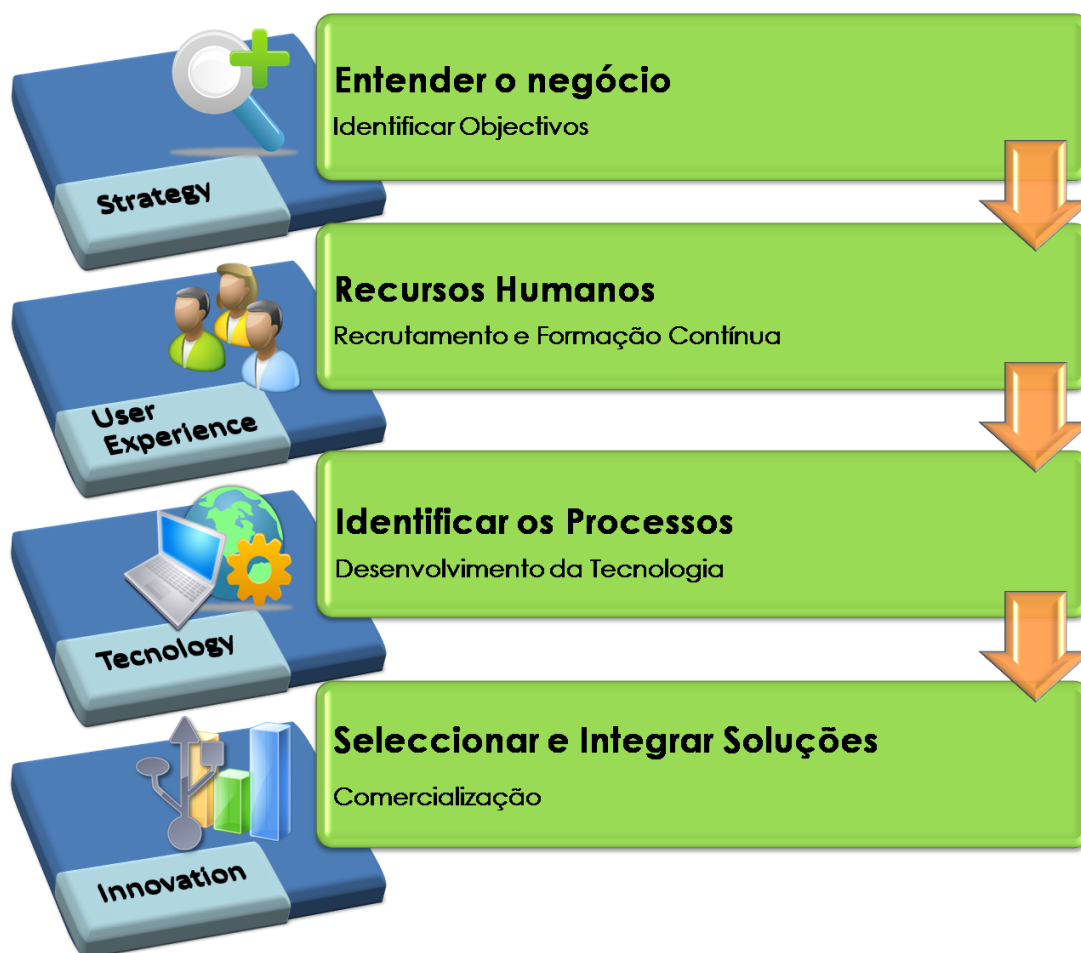 Entender o negócio
Identificar Objectivos
Strategy
Recursos Humanos
Recrutamento e Formação Contínua
User
Experience
Identificar os Processos
Desenvolvimento da Tecnologia
Tecnology
Seleccionar e Integrar Soluções
Comercialização
Innovation